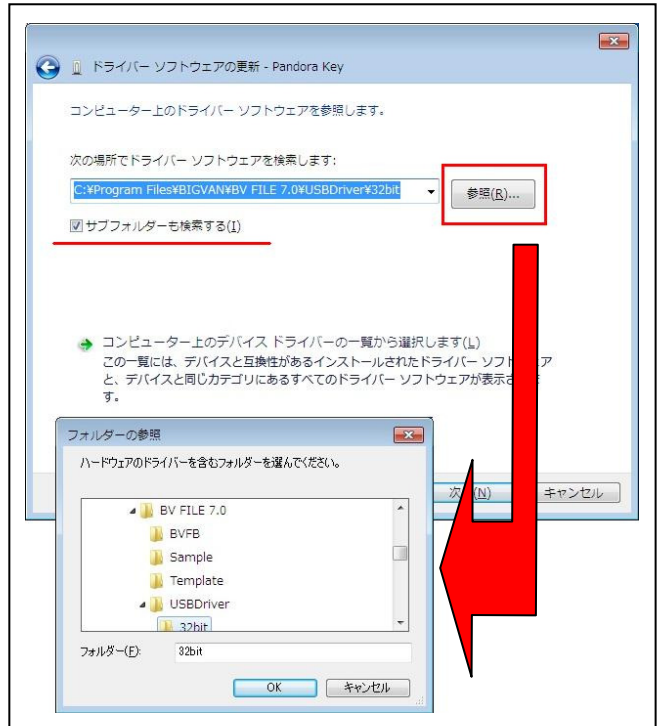 ドライバー ソフトウェアの更新 - Pandora Key
コンピューター上のドライバー ソフトウェアを参照します。
次の場所でドライバー ソフトウェアを検索します:
C:¥Program Files¥BIGVAN¥BV FILE 7.0¥USBDriver¥32bit
参照(R)...
サブフォルダーも検索する(I)
コンピューター上のデバイス ドライバーの一覧から選択します(L)
この一覧には、デバイスと互換性があるインストールされたドライバー ソフト ェア
と、デバイスと同じカテゴリにあるすべてのドライバー ソフトウェアが表示さ ま
す。
次 (N)
キャンセル
フォルダーの参照
ハードウェアのドライバーを含むフォルダーを選んでください。
BV FILE 7.0
BVFB
Sample
Template
USBDriver
32bit
フォルダー(F):
32bit
OK
キャンセル